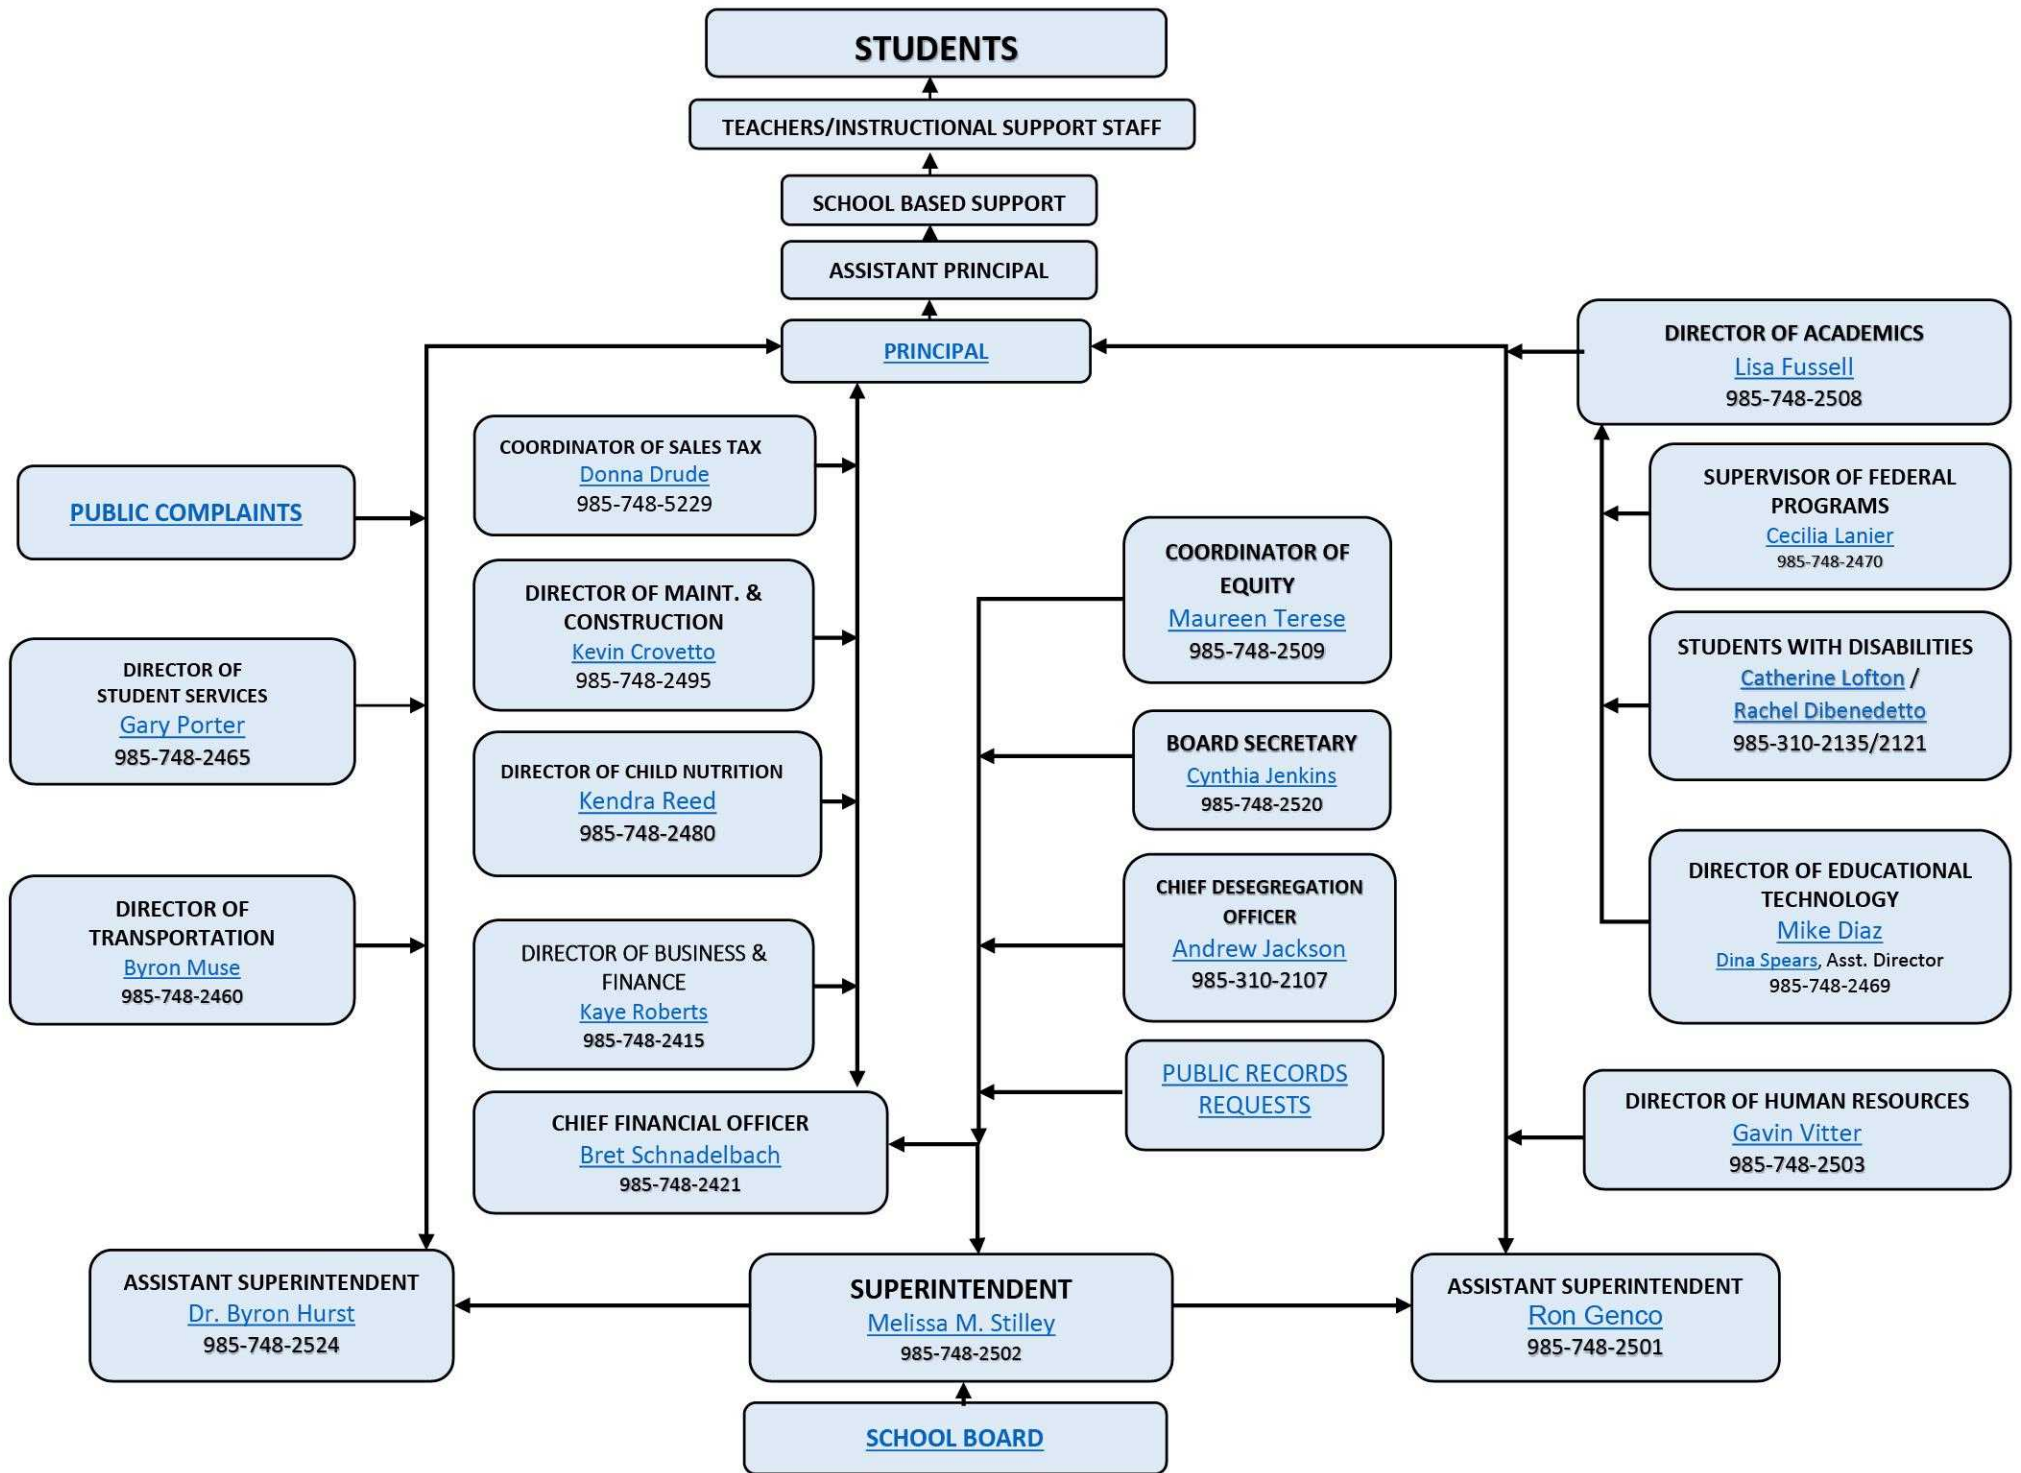 STUDENTS
TEACHERS/INSTRUCTIONAL SUPPORT STAFF
SCHOOL BASED SUPPORT
ASSISTANT PRINCIPAL
PRINCIPAL
DIRECTOR OF ACADEMICS
Lisa Fussell
985-748-2508
COORDINATOR OF SALES TAX
Donna Drude
985-748-5229
PUBLIC COMPLAINTS
SUPERVISOR OF FEDERAL
PROGRAMS
Cecilia Lanier
985-748-2470
COORDINATOR OF
EQUITY
Maureen Terese
985-748-2509
DIRECTOR OF MAINT. &
CONSTRUCTION
Kevin Crovetto
985-748-2495
DIRECTOR OF
STUDENT SERVICES
Gary Porter
985-748-2465
STUDENTS WITH DISABILITIES
Catherine Lofton /
Rachel Dibenedetto
985-310-2135/2121
BOARD SECRETARY
Cynthia Jenkins
985-748-2520
DIRECTOR OF CHILD NUTRITION
Kendra Reed
985-748-2480
DIRECTOR OF
TRANSPORTATION
Byron Muse
985-748-2460
CHIEF DESEGREGATION
OFFICER
Andrew Jackson
985-310-2107
DIRECTOR OF EDUCATIONAL
TECHNOLOGY
Mike Diaz
Dina Spears, Asst. Director
985-748-2469
DIRECTOR OF BUSINESS &
FINANCE
Kaye Roberts
985-748-2415
PUBLIC RECORDS
REQUESTS
CHIEF FINANCIAL OFFICER
Bret Schnadelbach
985-748-2421
DIRECTOR OF HUMAN RESOURCES
Gavin Vitter
985-748-2503
ASSISTANT SUPERINTENDENT
Dr. Byron Hurst
985-748-2524
SUPERINTENDENT
Melissa M. Stilley
985-748-2502
ASSISTANT SUPERINTENDENT
Ron Genco
985-748-2501
SCHOOL BOARD